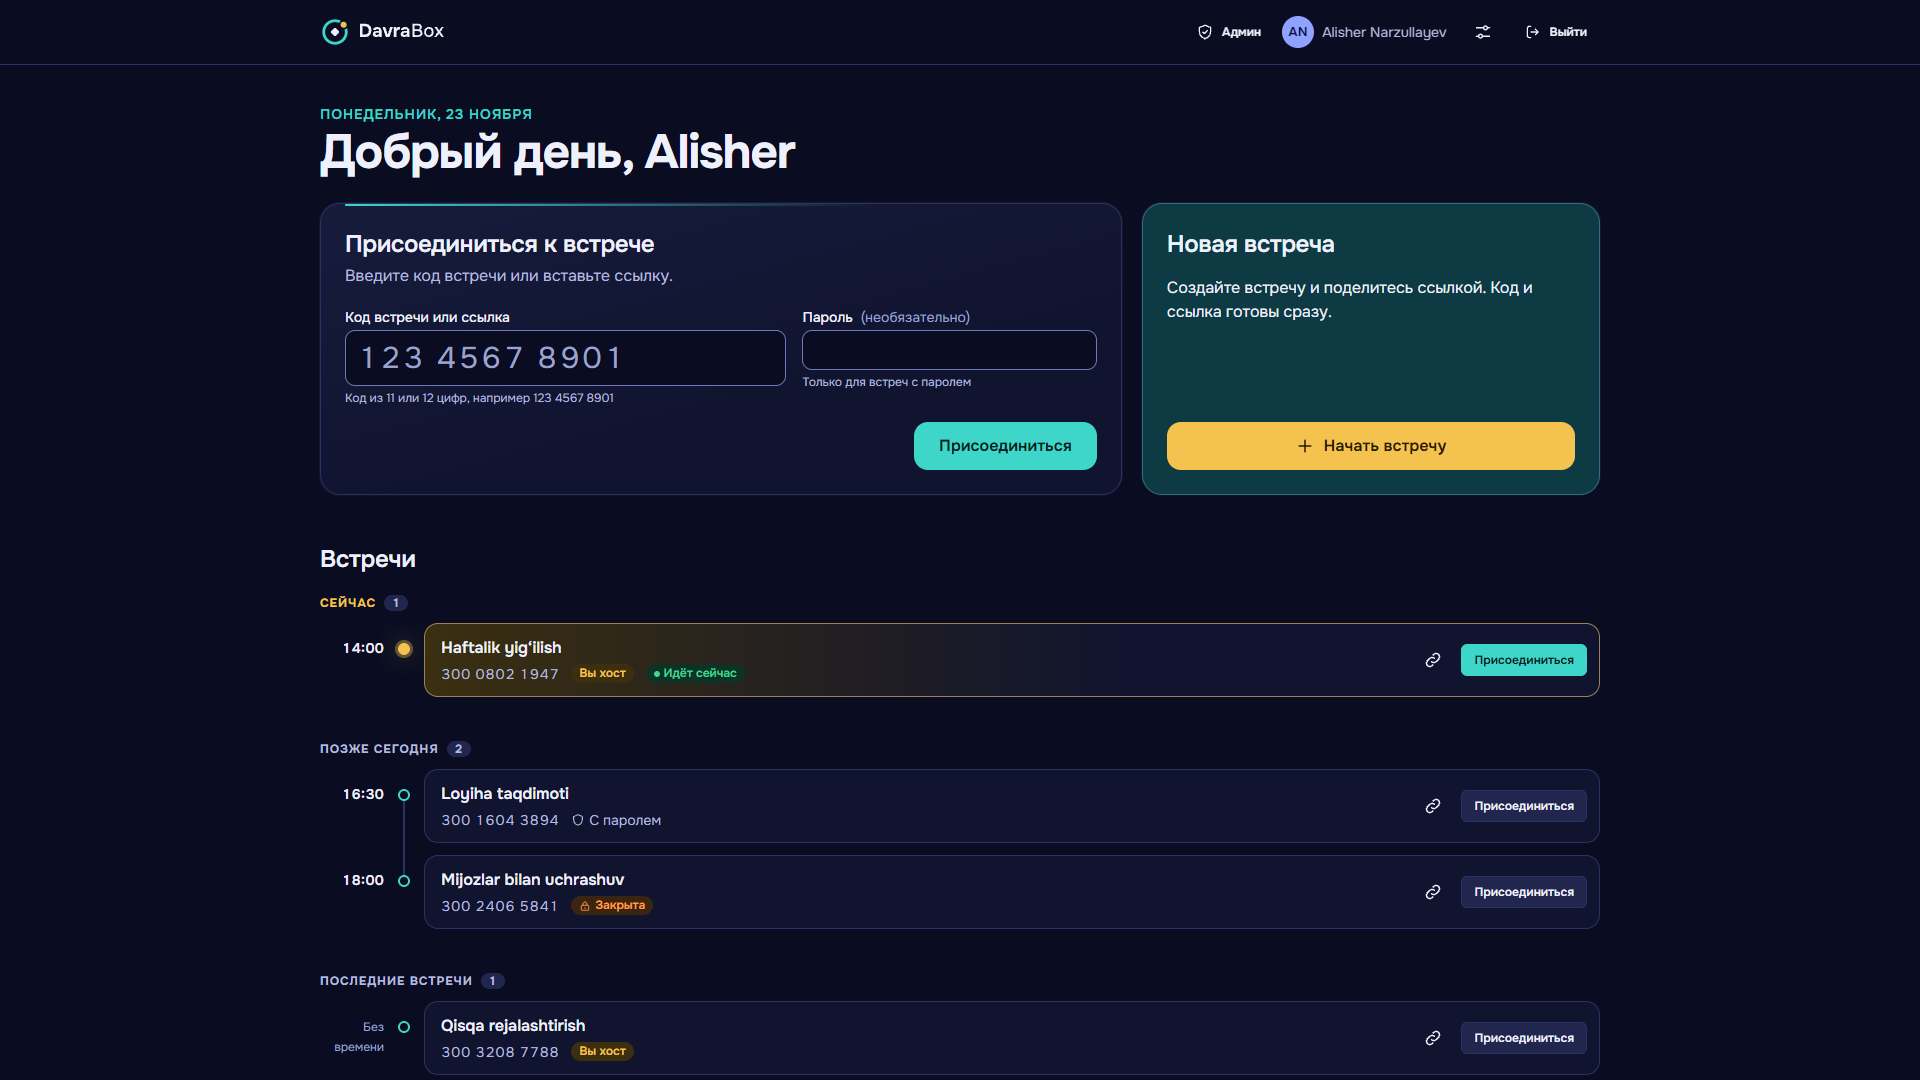 DavraBox
Админ
AN
Alisher Narzullayev
Выйти
ПОНЕДЕЛЬНИК, 23 НОЯБРЯ
Добрый день, Alisher
Присоединиться к встрече
Введите код встречи или вставьте ссылку.
Код встречи или ссылка
123 4567 8901
Код из 11 или 12 цифр, например 123 4567 8901
Пароль (необязательно)
Только для встреч с паролем
Присоединиться
Новая встреча
Создайте встречу и поделитесь ссылкой. Код и
ссылка готовы сразу.
Начать встречу
Встречи
СЕЙЧАС 1
14:00
Haftalik yig‘ilish
300 0802 1947 Вы хост Идёт сейчас
Присоединиться
ПОЗЖЕ СЕГОДНЯ 2
16:30
Loyiha taqdimoti
300 1604 3894 С паролем
Присоединиться
18:00
Mijozlar bilan uchrashuv
300 2406 5841 Закрыта
Присоединиться
ПОСЛЕДНИЕ ВСТРЕЧИ 1
Без
времени
Qisqa rejalashtirish
300 3208 7788 Вы хост
Присоединиться